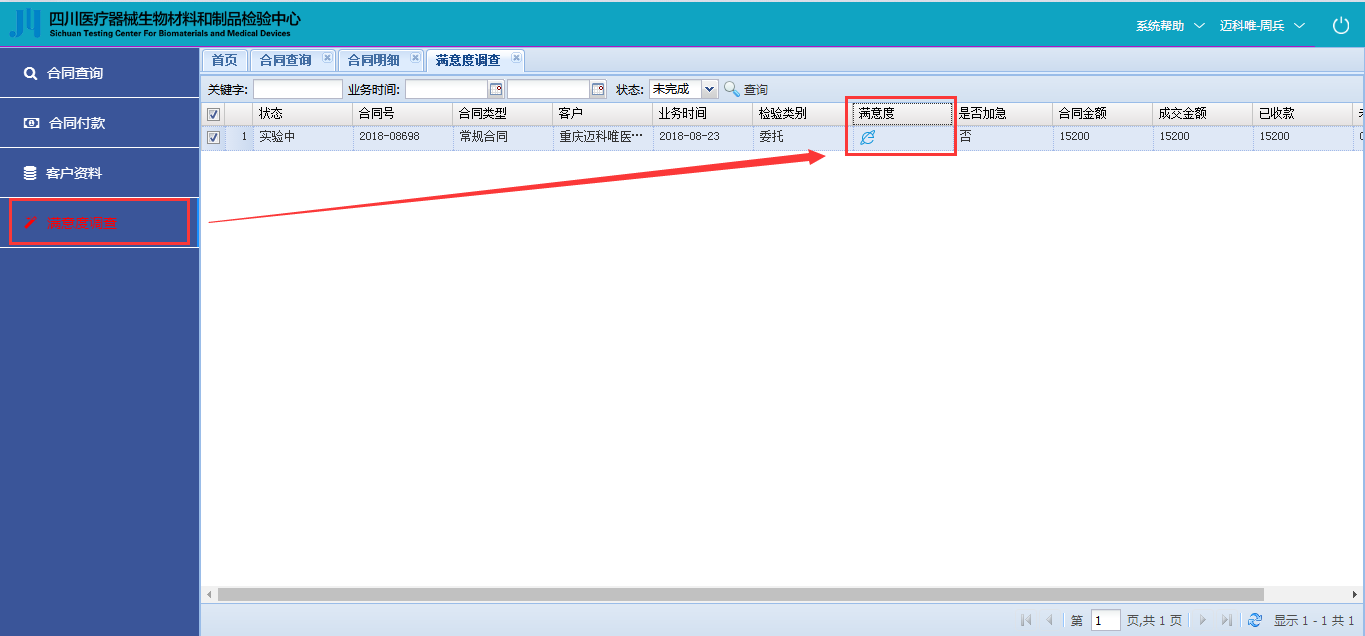 四川医疗器械生物材料和制品检验中心
Sichuan Testing Center For Biomaterials and Medical Devices
系统帮助 迈科唯-周兵
合同查询
合同付款
客户资料
满意度调查
首页 合同查询 合同明细 满意度调查
关键字: 业务时间: 状态: 未完成 查询
状态 合同号 合同类型 客户 业务时间 检验类别 满意度 是否加急 合同金额 成交金额 已收款
1 实验中 2018-08698 常规合同 重庆迈科唯医… 2018-08-23 委托 否 15200 15200 15200
第 1 页,共 1 页 显示 1 - 1 共 1